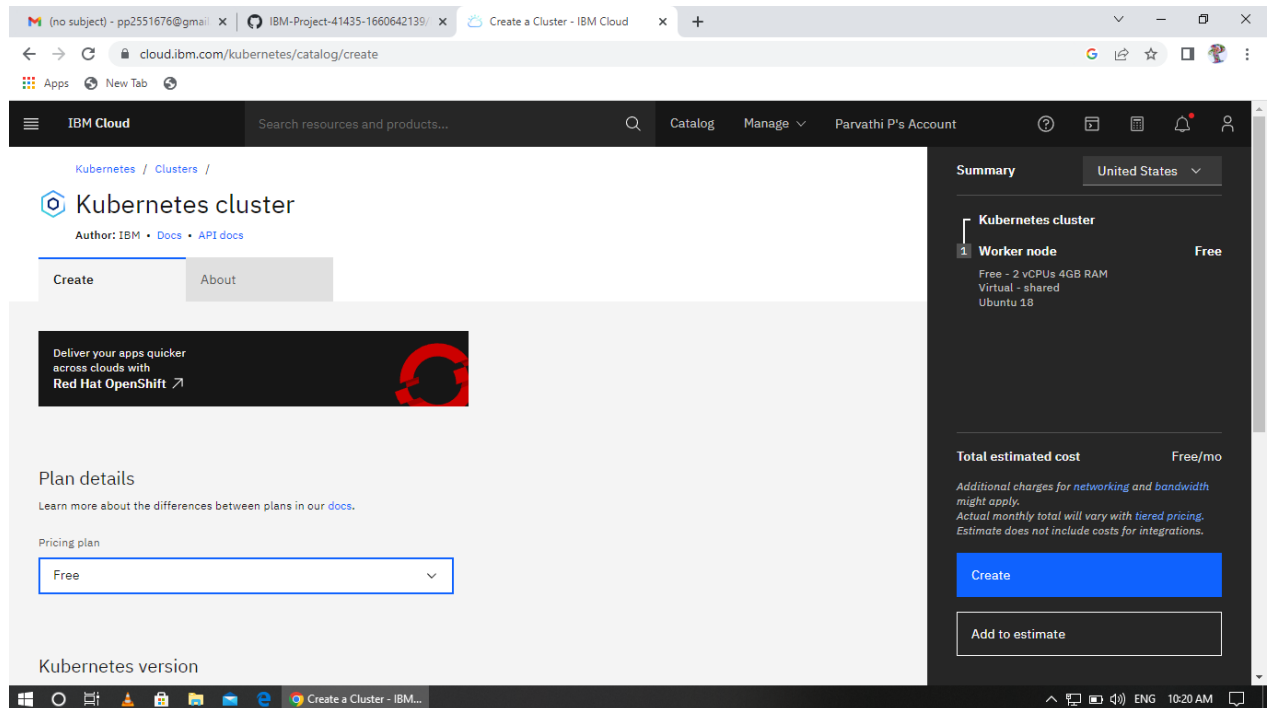 (no subject) - pp2551676@gmail
IBM-Project-41435-1660642139/
Create a Cluster - IBM Cloud
cloud.ibm.com/kubernetes/catalog/create
Apps
New Tab
IBM Cloud
Search resources and products...
Catalog
Manage
Parvathi P's Account
Kubernetes / Clusters /
Kubernetes cluster
Author: IBM • Docs • API docs
Create
About
Deliver your apps quicker
across clouds with
Red Hat OpenShift
Plan details
Learn more about the differences between plans in our docs.
Pricing plan
Free
Kubernetes version
Summary
United States
Kubernetes cluster
1 Worker node Free
Free - 2 vCPUs 4GB RAM
Virtual - shared
Ubuntu 18
Total estimated cost Free/mo
Additional charges for networking and bandwidth
might apply.
Actual monthly total will vary with tiered pricing.
Estimate does not include costs for integrations.
Create
Add to estimate
Create a Cluster - IBM...
ENG 10:20 AM